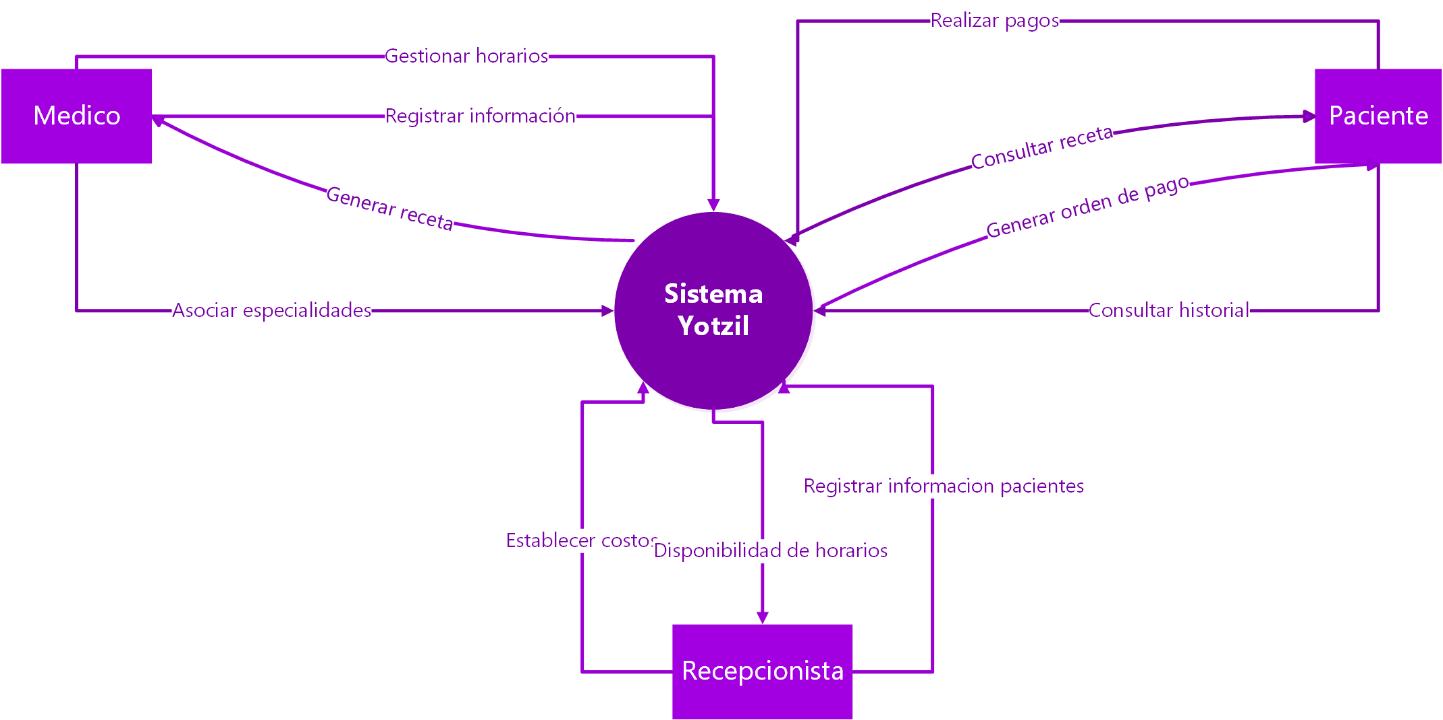 Realizar pagos
Gestionar horarios
Medico
Registrar información
Paciente
Consultar receta
Generar receta
Generar orden de pago
Sistema
Yotzil
Asociar especialidades
Consultar historial
Registrar informacion pacientes
Establecer costos
Disponibilidad de horarios
Recepcionista